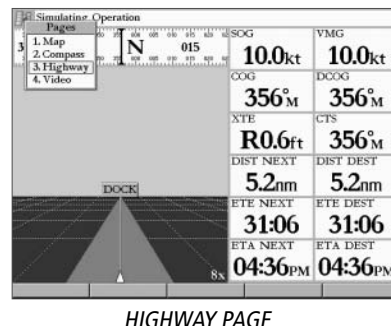 Simulating Operation
Pages
1. Map
2. Compass
3. Highway
4. Video
3
N
015
SOG
10.0kt
VMG
10.0kt
COG
356°M
DCOG
356°M
XTE
R0.6ft
CTS
356°M
DIST NEXT
5.2nm
DIST DEST
5.2nm
ETE NEXT
31:06
ETE DEST
31:06
ETA NEXT
04:36PM
ETA DEST
04:36PM
DOCK
8x
HIGHWAY PAGE